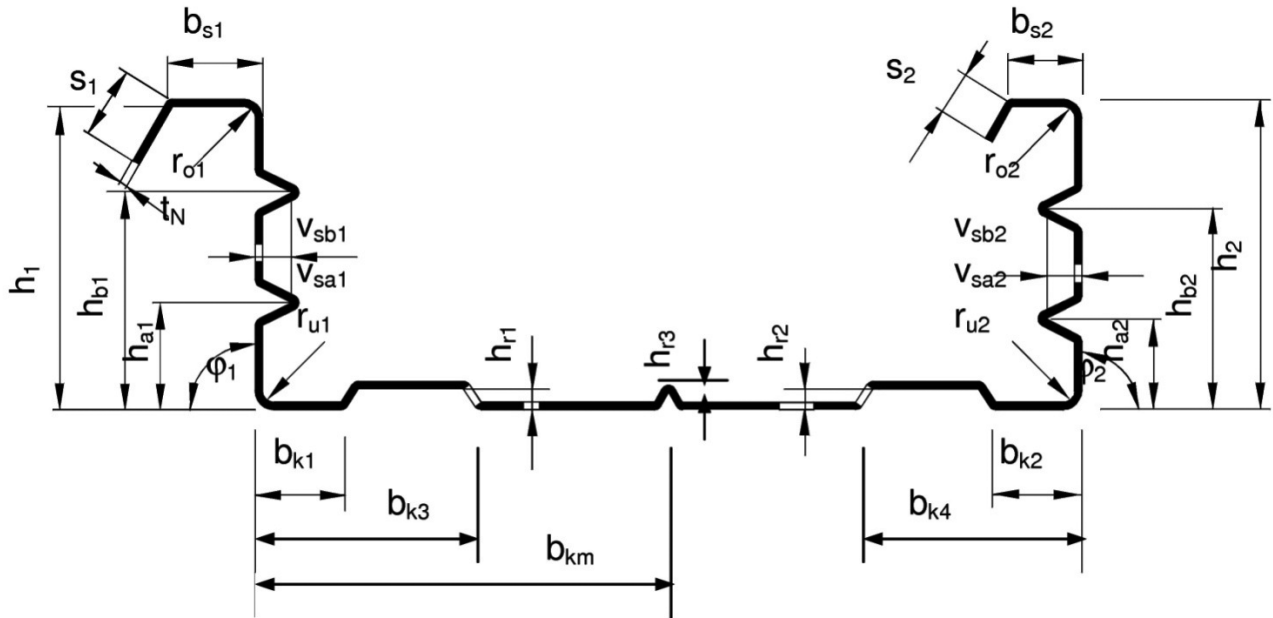 b_s1
b_s2
s_1
s_2
r_o1
r_o2
t_N
v_sb1
v_sb2
v_sa1
v_sa2
h_1
h_b1
h_a1
r_u1
r_u2
h_2
h_b2
h_a2
φ_1
φ_2
h_r1
h_r3
h_r2
b_k1
b_k2
b_k3
b_k4
b_km